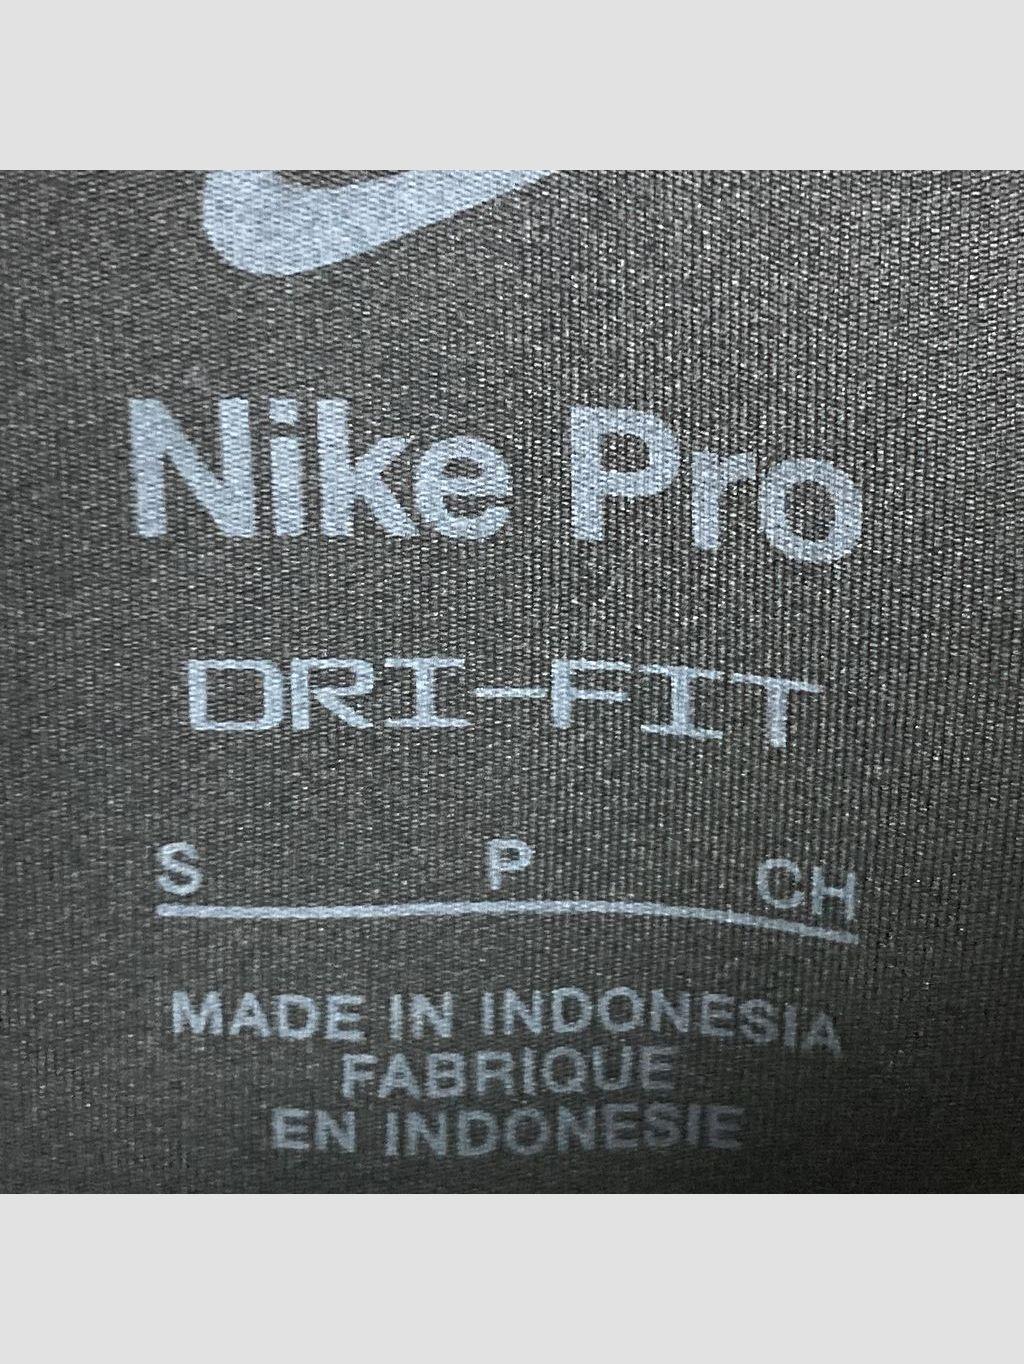 Nike Pro
DRI-FIT
S P CH
MADE IN INDONESIA
FABRIQUE
EN INDONESIE